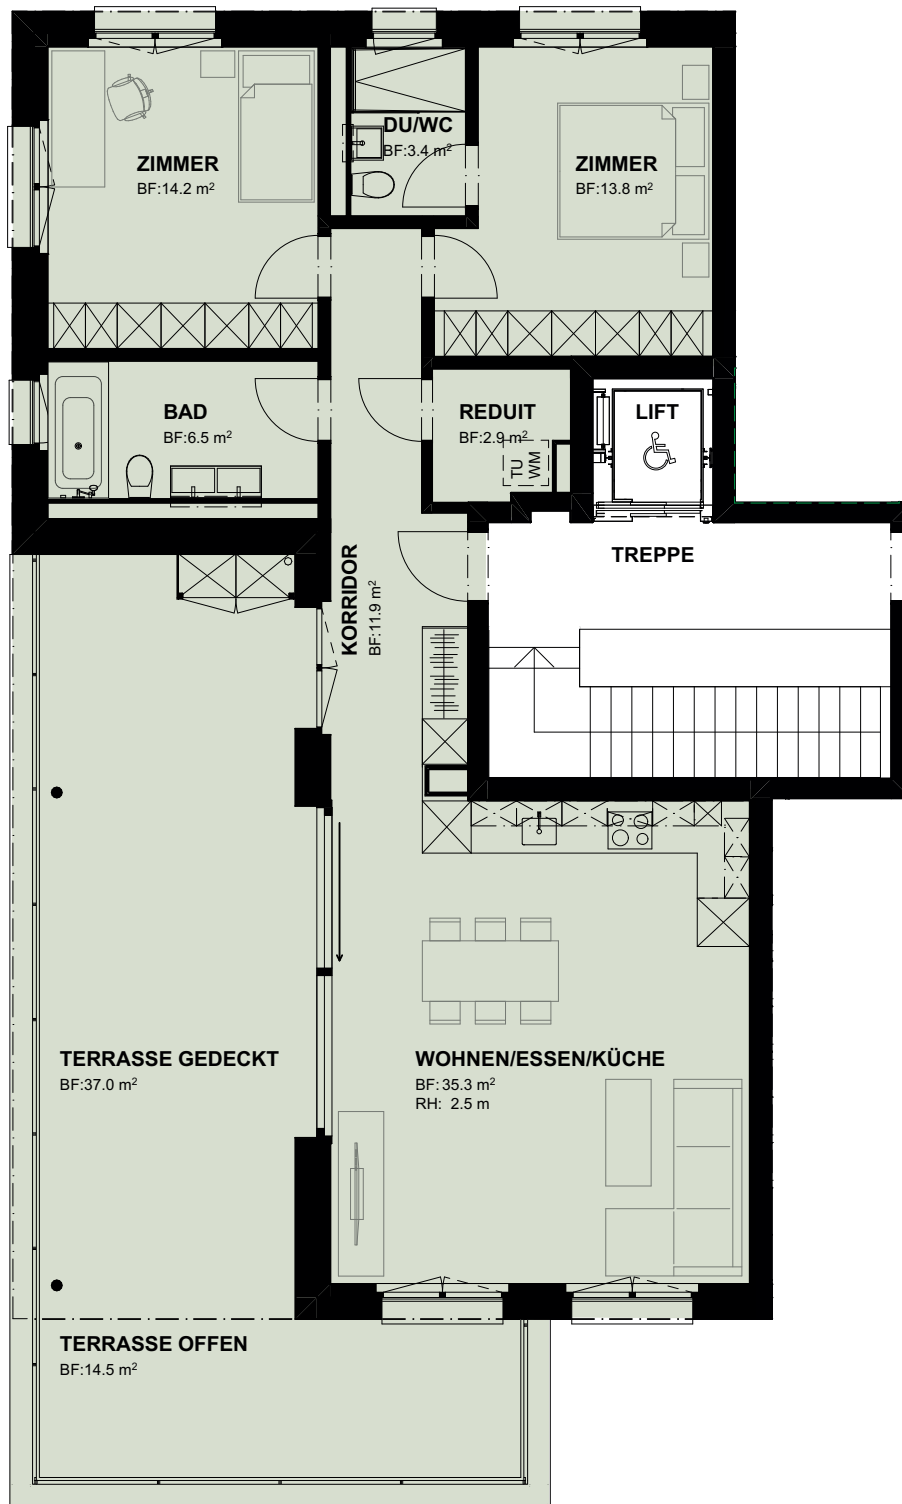 DU/WC
BF:3.4 m²
ZIMMER
BF:14.2 m²
ZIMMER
BF:13.8 m²
BAD
BF:6.5 m²
REDUIT
BF:2.9 m²
TU
WM
LIFT
TREPPE
KORRIDOR
BF:11.9 m²
TERRASSE GEDECKT
BF:37.0 m²
WOHNEN/ESSEN/KÜCHE
BF: 35.3 m²
RH: 2.5 m
TERRASSE OFFEN
BF:14.5 m²